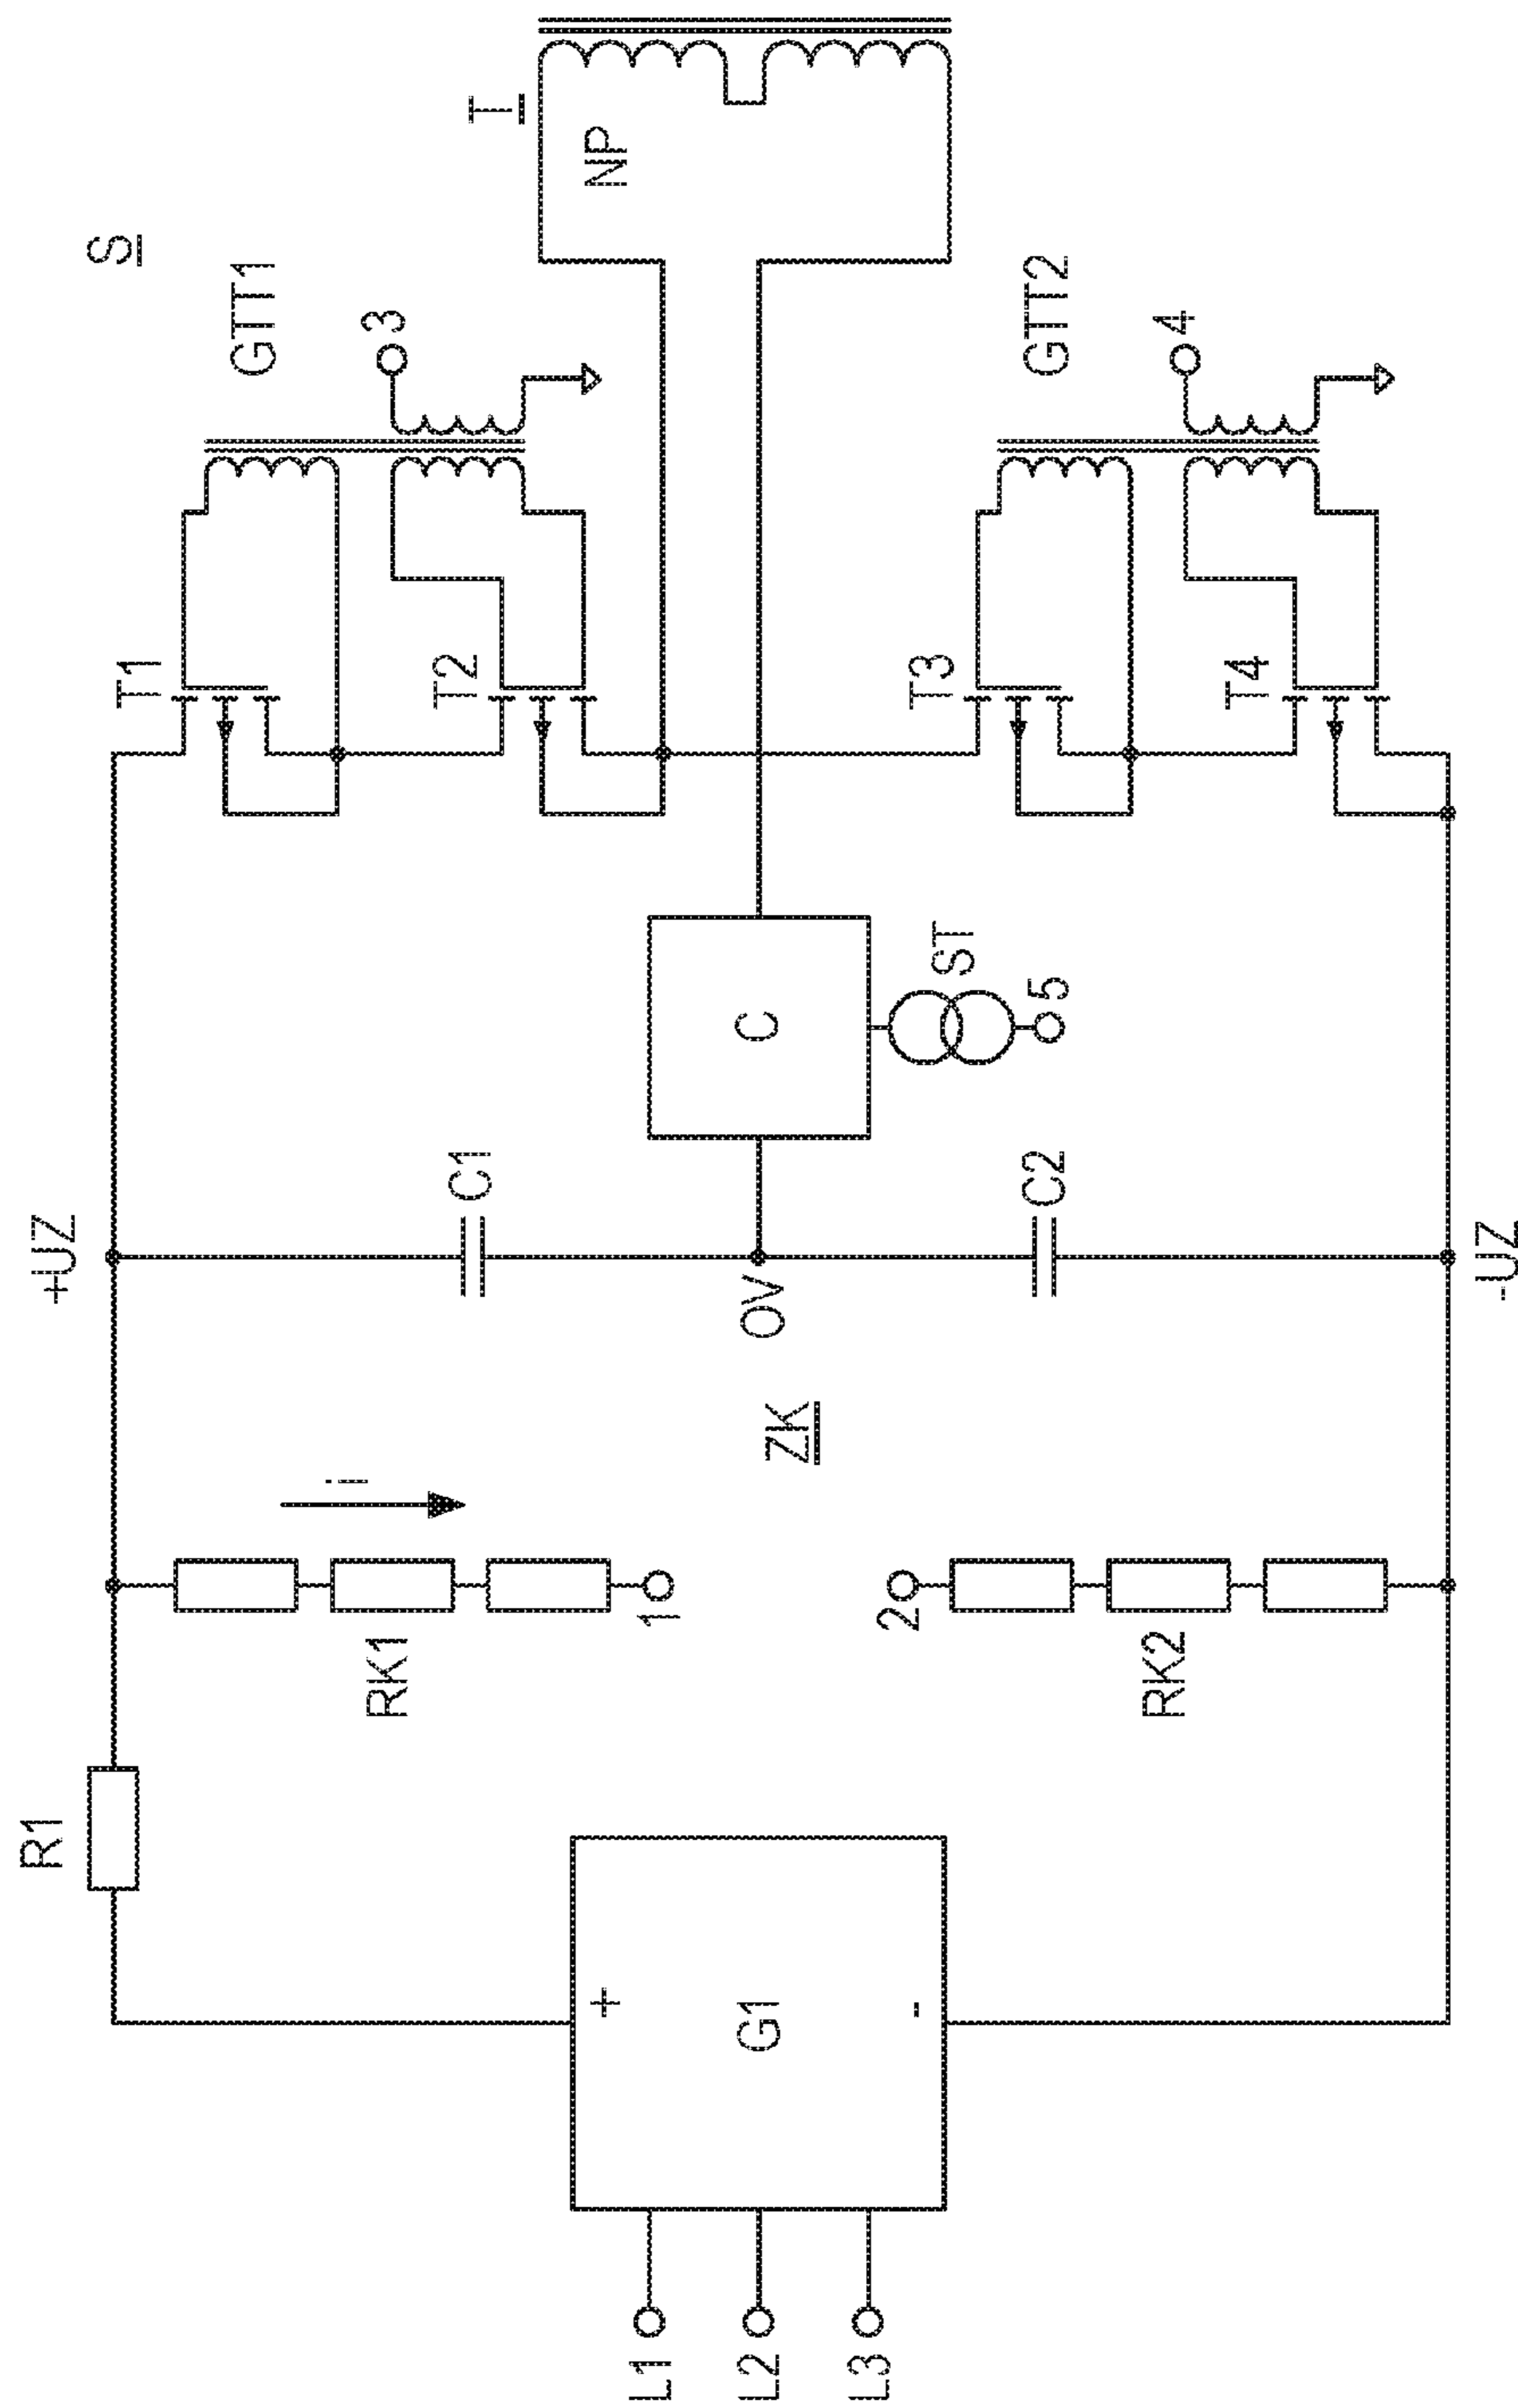 L1
L2
L3
G1
+
-
R1
RK1
RK2
1
2
i
ZK
+UZ
0V
-UZ
C1
C2
C
ST
5
T1
T2
T3
T4
GTT1
3
GTT2
4
S
T
NP